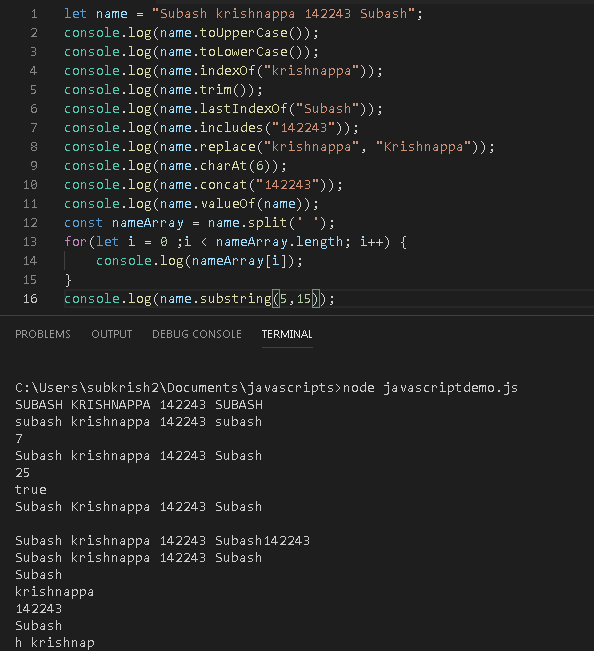 1 let name = "Subash krishnappa 142243 Subash";
2 console.log(name.toUpperCase());
3 console.log(name.toLowerCase());
4 console.log(name.indexOf("krishnappa"));
5 console.log(name.trim());
6 console.log(name.lastIndexOf("Subash"));
7 console.log(name.includes("142243"));
8 console.log(name.replace("krishnappa", "Krishnappa"));
9 console.log(name.charAt(6));
10 console.log(name.concat("142243"));
11 console.log(name.valueOf(name));
12 const nameArray = name.split(' ');
13 for(let i = 0 ;i < nameArray.length; i++) {
14     console.log(nameArray[i]);
15 }
16 console.log(name.substring(5,15));
PROBLEMS OUTPUT DEBUG CONSOLE TERMINAL
C:\Users\subkrish2\Documents\javascripts>node javascriptdemo.js
SUBASH KRISHNAPPA 142243 SUBASH
subash krishnappa 142243 subash
7
Subash krishnappa 142243 Subash
25
true
Subash Krishnappa 142243 Subash

Subash krishnappa 142243 Subash142243
Subash krishnappa 142243 Subash
Subash
krishnappa
142243
Subash
h krishnap